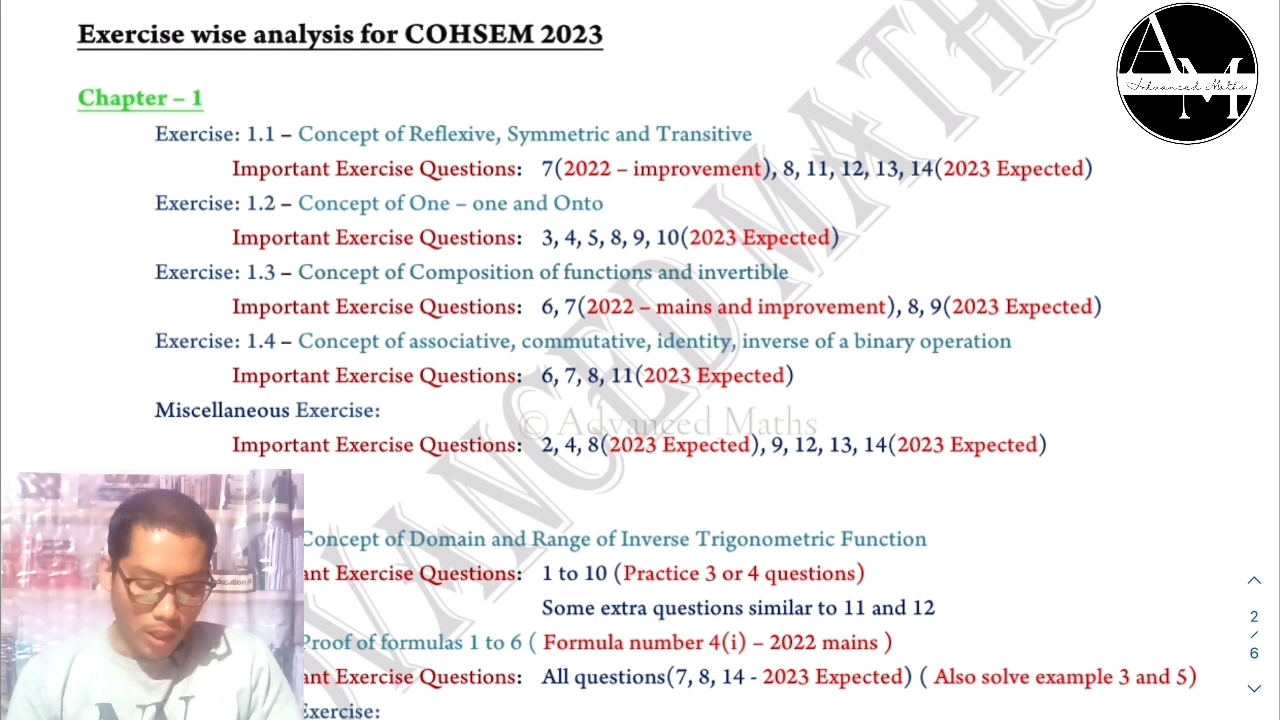 Exercise wise analysis for COHSEM 2023
AM
Advanced Maths
Chapter – 1
Exercise: 1.1 – Concept of Reflexive, Symmetric and Transitive
Important Exercise Questions: 7(2022 – improvement), 8, 11, 12, 13, 14(2023 Expected)
Exercise: 1.2 – Concept of One – one and Onto
Important Exercise Questions: 3, 4, 5, 8, 9, 10(2023 Expected)
Exercise: 1.3 – Concept of Composition of functions and invertible
Important Exercise Questions: 6, 7(2022 – mains and improvement), 8, 9(2023 Expected)
Exercise: 1.4 – Concept of associative, commutative, identity, inverse of a binary operation
Important Exercise Questions: 6, 7, 8, 11(2023 Expected)
Miscellaneous Exercise:
© Advanced Maths
Important Exercise Questions: 2, 4, 8(2023 Expected), 9, 12, 13, 14(2023 Expected)
VANCED MATHS
Concept of Domain and Range of Inverse Trigonometric Function
ant Exercise Questions: 1 to 10 (Practice 3 or 4 questions)
Some extra questions similar to 11 and 12
Proof of formulas 1 to 6 ( Formula number 4(i) – 2022 mains )
ant Exercise Questions: All questions(7, 8, 14 - 2023 Expected) ( Also solve example 3 and 5)
Exercise:
2
/
6